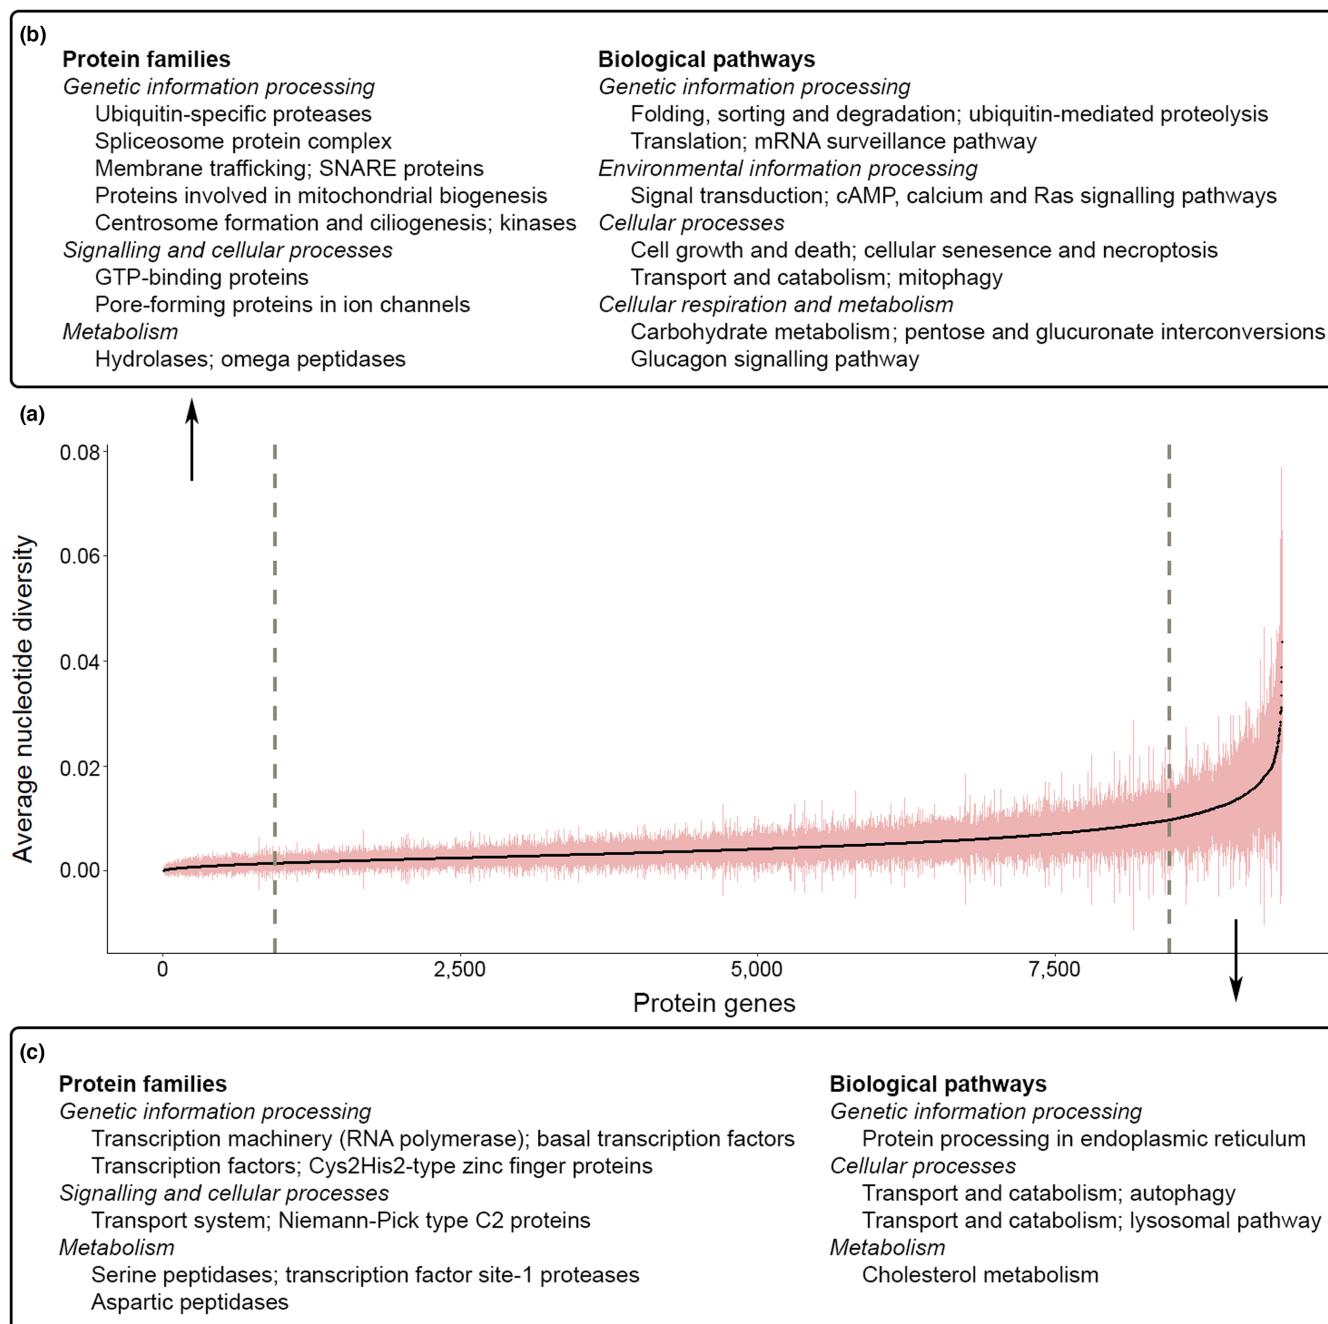 (b)
Protein families
Genetic information processing
Ubiquitin-specific proteases
Spliceosome protein complex
Membrane trafficking; SNARE proteins
Proteins involved in mitochondrial biogenesis
Centrosome formation and ciliogenesis; kinases
Signalling and cellular processes
GTP-binding proteins
Pore-forming proteins in ion channels
Metabolism
Hydrolases; omega peptidases
Biological pathways
Genetic information processing
Folding, sorting and degradation; ubiquitin-mediated proteolysis
Translation; mRNA surveillance pathway
Environmental information processing
Signal transduction; cAMP, calcium and Ras signalling pathways
Cellular processes
Cell growth and death; cellular senesence and necroptosis
Transport and catabolism; mitophagy
Cellular respiration and metabolism
Carbohydrate metabolism; pentose and glucuronate interconversions
Glucagon signalling pathway
(a)
Average nucleotide diversity
0.08
0.06
0.04
0.02
0.00
0
2,500
5,000
7,500
Protein genes
(c)
Protein families
Genetic information processing
Transcription machinery (RNA polymerase); basal transcription factors
Transcription factors; Cys2His2-type zinc finger proteins
Signalling and cellular processes
Transport system; Niemann-Pick type C2 proteins
Metabolism
Serine peptidases; transcription factor site-1 proteases
Aspartic peptidases
Biological pathways
Genetic information processing
Protein processing in endoplasmic reticulum
Cellular processes
Transport and catabolism; autophagy
Transport and catabolism; lysosomal pathway
Metabolism
Cholesterol metabolism